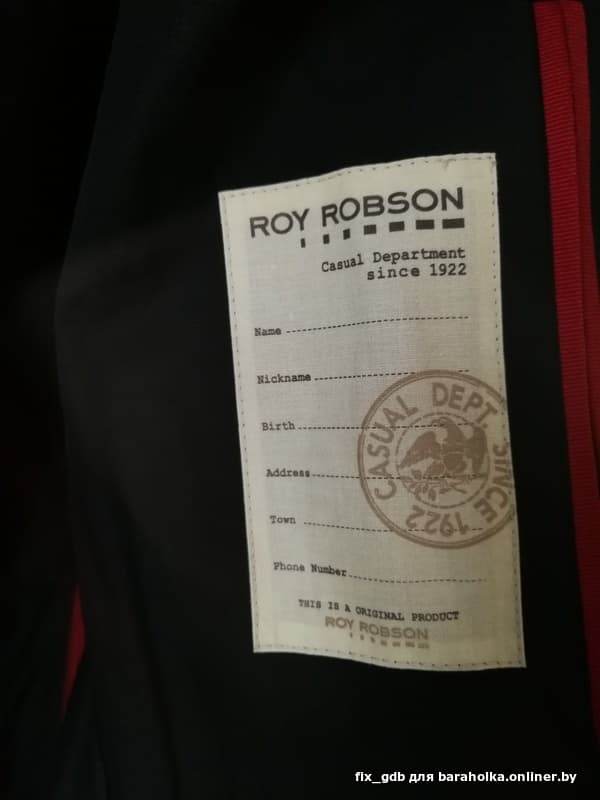 ROY ROBSON
Casual Department
since 1922
Name
Nickname
Birth
Address
Town
Phone Number
CASUAL DEPT. SINCE 1922
THIS IS A ORIGINAL PRODUCT
ROY ROBSON
fix_gdb для baraholka.onliner.by